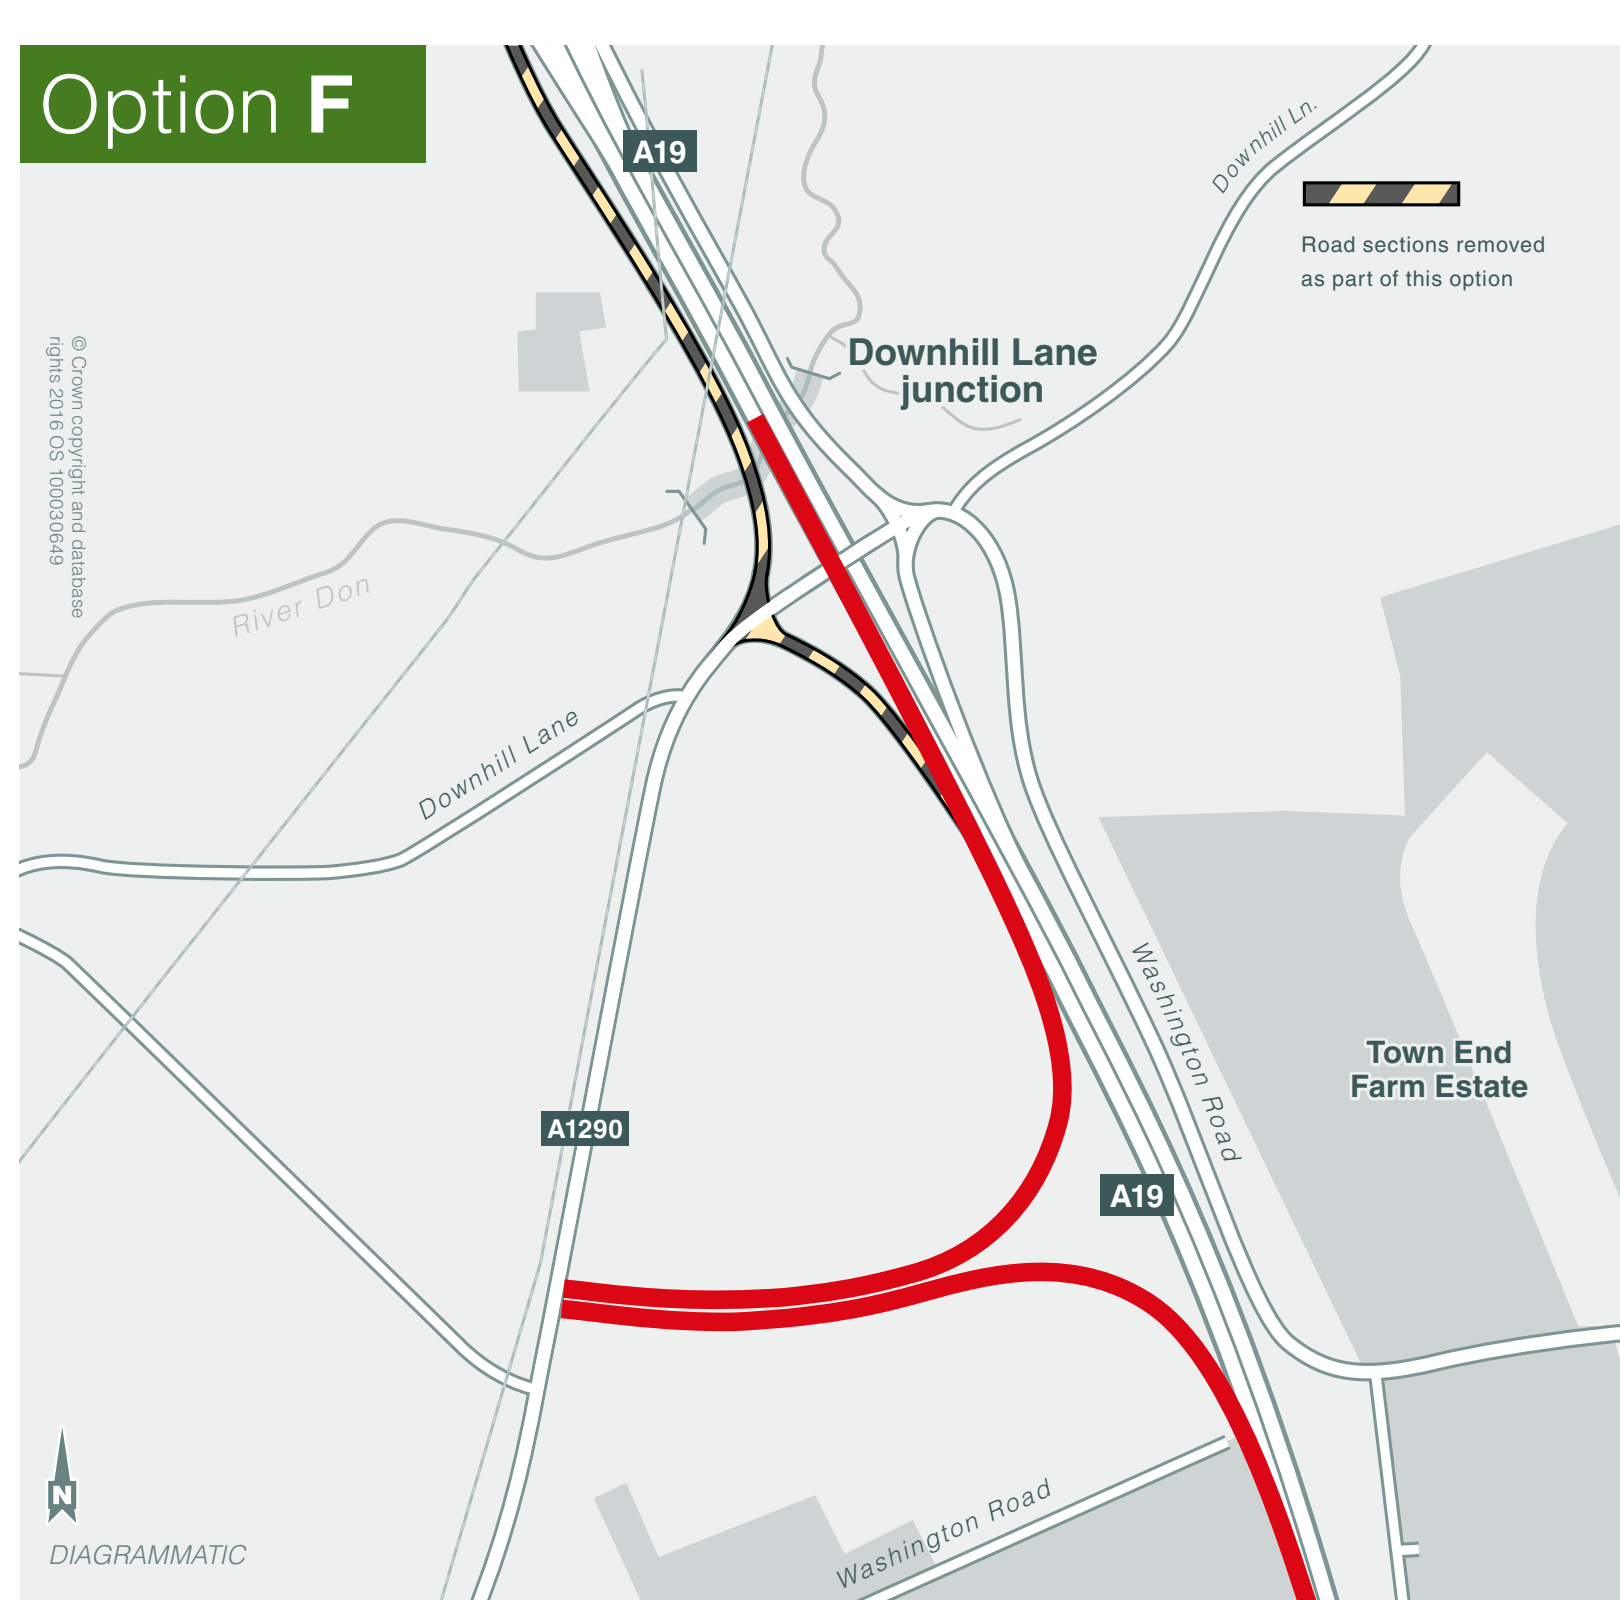 Option F
A19
Downhill Ln.
Road sections removed
as part of this option
Downhill Lane
junction
© Crown copyright and database
rights 2016 OS 100030649
River Don
Downhill Lane
Washington Road
Town End
Farm Estate
A1290
A19
Washington Road
N
DIAGRAMMATIC